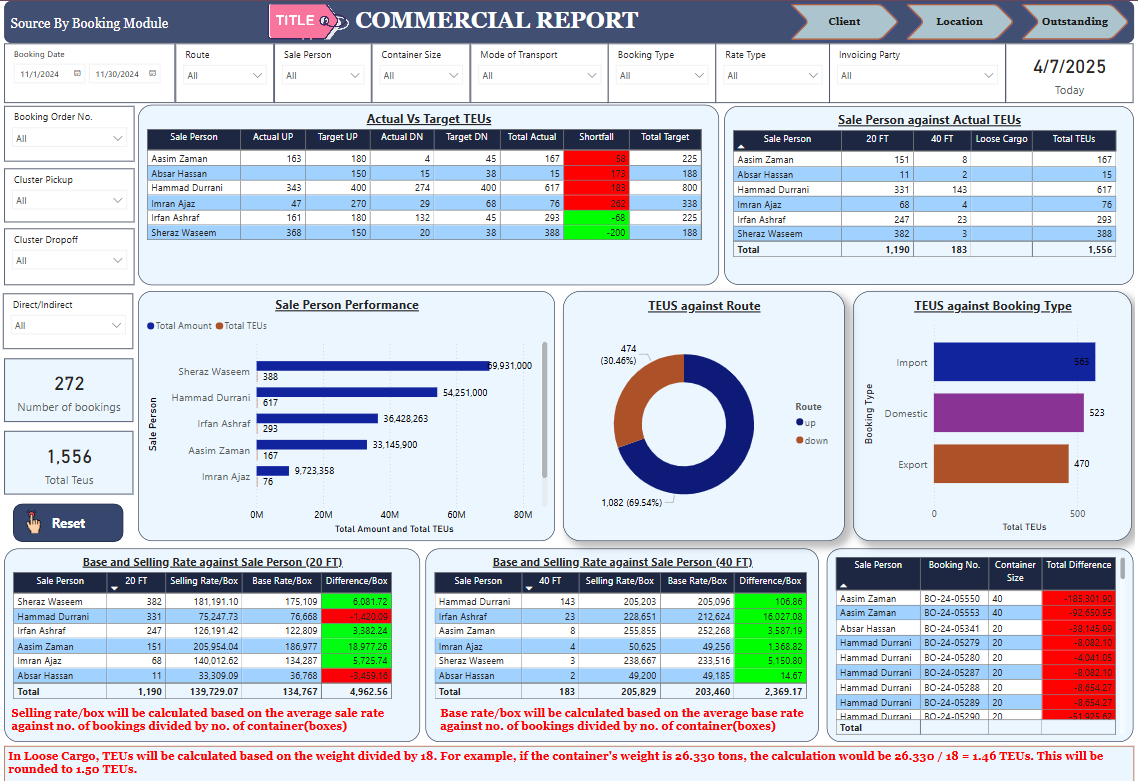 Source By Booking Module
TITLE
COMMERCIAL REPORT
Client
Location
Outstanding
Booking Date
11/1/2024 11/30/2024
Route
All
Sale Person
All
Container Size
All
Mode of Transport
All
Booking Type
All
Rate Type
All
Invoicing Party
All
4/7/2025
Today
Booking Order No.
All
Cluster Pickup
All
Cluster Dropoff
All
Direct/Indirect
All
272
Number of bookings
1,556
Total Teus
Reset
Actual Vs Target TEUs
Sale Person Actual UP Target UP Actual DN Target DN Total Actual Shortfall Total Target
Aasim Zaman 163 180 4 45 167 58 225
Absar Hassan 150 15 38 15 173 188
Hammad Durrani 343 400 274 400 617 183 800
Imran Ajaz 47 270 29 68 76 262 338
Irfan Ashraf 161 180 132 45 293 -68 225
Sheraz Waseem 368 150 20 38 388 -200 188
Sale Person against Actual TEUs
Sale Person 20 FT 40 FT Loose Cargo Total TEUs
Aasim Zaman 151 8 167
Absar Hassan 11 2 15
Hammad Durrani 331 143 617
Imran Ajaz 68 4 76
Irfan Ashraf 247 23 293
Sheraz Waseem 382 3 388
Total 1,190 183 1,556
Sale Person Performance
Total Amount Total TEUs
Sale Person
Sheraz Waseem 69,931,000
388
Hammad Durrani 54,251,000
617
Irfan Ashraf 36,428,263
293
Aasim Zaman 33,145,900
167
Imran Ajaz 9,723,358
76
0M 20M 40M 60M 80M
Total Amount and Total TEUs
TEUS against Route
474
(30.46%)
1,082 (69.54%)
Route
up
down
TEUS against Booking Type
Booking Type
Import 563
Domestic 523
Export 470
0 500
Total TEUs
Base and Selling Rate against Sale Person (20 FT)
Sale Person 20 FT Selling Rate/Box Base Rate/Box Difference/Box
Sheraz Waseem 382 181,191.10 175,109 6,081.72
Hammad Durrani 331 75,247.73 76,668 -1,420.09
Irfan Ashraf 247 126,191.42 122,809 3,382.24
Aasim Zaman 151 205,954.04 186,977 18,977.26
Imran Ajaz 68 140,012.62 134,287 5,725.74
Absar Hassan 11 33,309.09 36,768 -3,459.16
Total 1,190 139,729.07 134,767 4,962.56
Selling rate/box will be calculated based on the average sale rate
against no. of bookings divided by no. of container(boxes)
Base and Selling Rate against Sale Person (40 FT)
Sale Person 40 FT Selling Rate/Box Base Rate/Box Difference/Box
Hammad Durrani 143 205,203 205,096 106.86
Irfan Ashraf 23 228,651 212,624 16,027.08
Aasim Zaman 8 255,855 252,268 3,587.19
Imran Ajaz 4 50,625 49,256 1,368.82
Sheraz Waseem 3 238,667 233,516 5,150.80
Absar Hassan 2 49,200 49,185 14.67
Total 183 205,829 203,460 2,369.17
Base rate/box will be calculated based on the average base rate
against no. of bookings divided by no. of container(boxes)
Sale Person Booking No. Container Size Total Difference
Aasim Zaman BO-24-05550 40 -185,301.90
Aasim Zaman BO-24-05553 40 -92,650.95
Absar Hassan BO-24-05341 20 -38,145.99
Hammad Durrani BO-24-05279 20 -8,082.10
Hammad Durrani BO-24-05280 20 -4,041.05
Hammad Durrani BO-24-05287 20 -8,082.10
Hammad Durrani BO-24-05288 20 -8,654.27
Hammad Durrani BO-24-05289 20 -8,654.27
Hammad Durrani BO-24-05290 20
Total
In Loose Cargo, TEUs will be calculated based on the weight divided by 18. For example, if the container's weight is 26.330 tons, the calculation would be 26.330 / 18 = 1.46 TEUs. This will be
rounded to 1.50 TEUs.